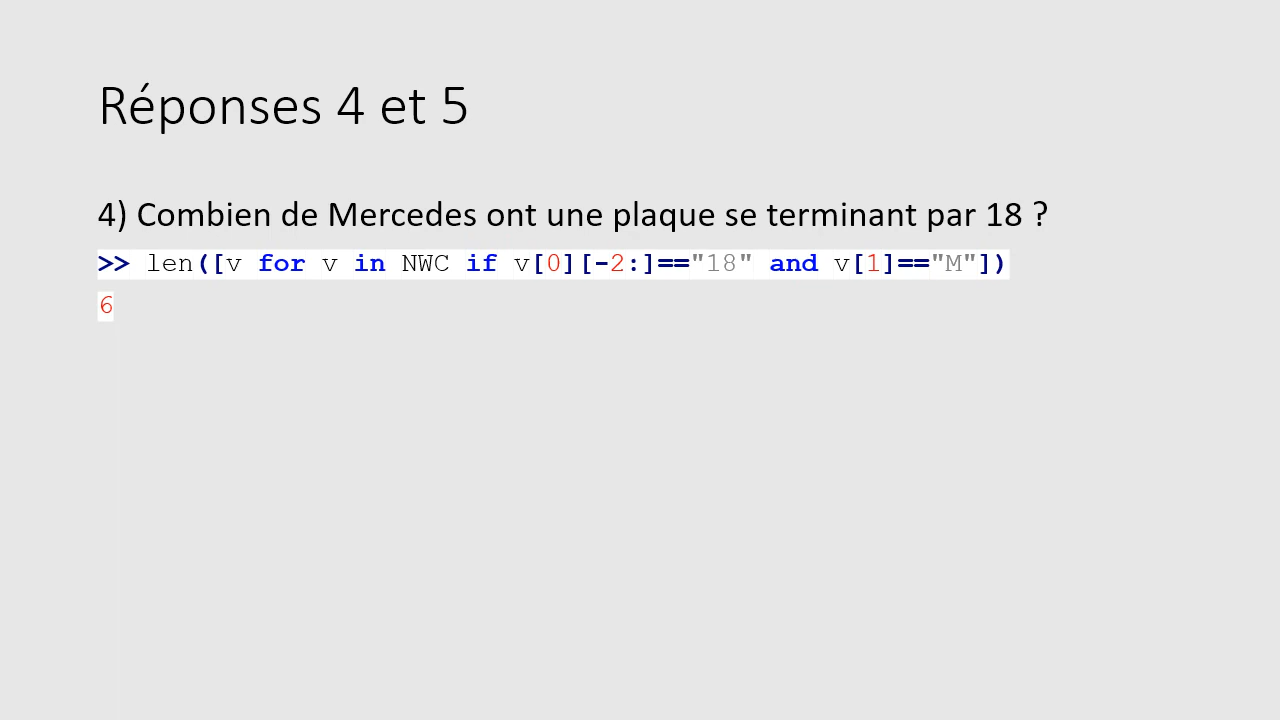 Réponses 4 et 5
4) Combien de Mercedes ont une plaque se terminant par 18 ?
>> len([v for v in NWC if v[0][-2:]=="18" and v[1]=="M"])
6